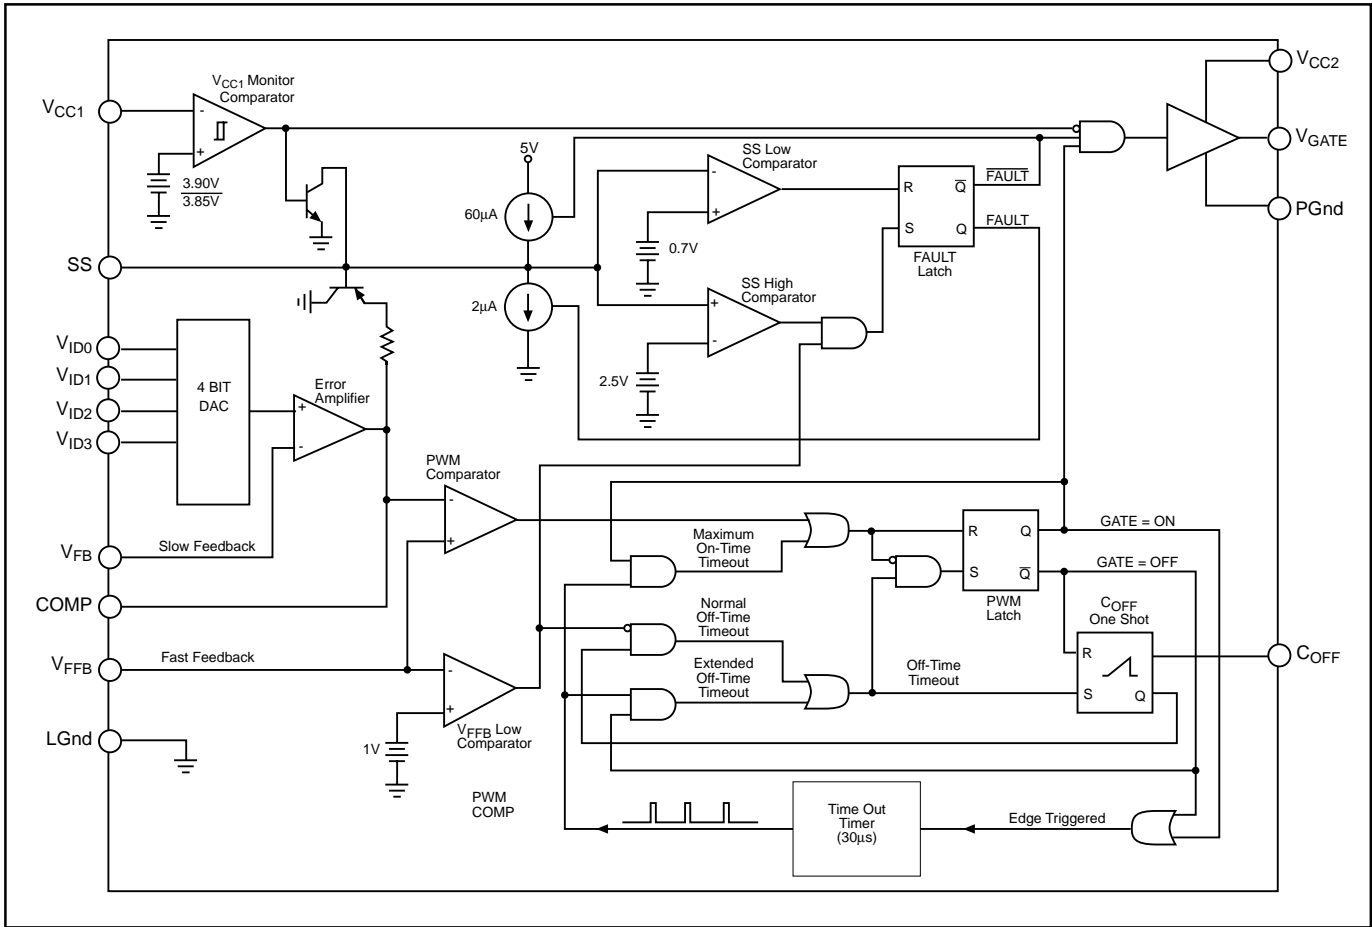 VCC1 Monitor
Comparator
VCC1
-
+
3.90V
3.85V
5V
60µA
SS Low
Comparator
-
+
0.7V
R
Q
FAULT
S
Q
FAULT
FAULT
Latch
VCC2
VGATE
PGnd
SS
2µA
SS High
Comparator
+
-
2.5V
VID0
VID1
VID2
VID3
4 BIT
DAC
Error
Amplifier
+
-
PWM
Comparator
-
+
VFB
Slow Feedback
COMP
VFFB
Fast Feedback
-
+
VFFB Low
Comparator
1V
LGnd
PWM
COMP
Maximum
On-Time
Timeout
Normal
Off-Time
Timeout
Extended
Off-Time
Timeout
R
Q
GATE = ON
S
Q
GATE = OFF
PWM
Latch
COFF
One Shot
Off-Time
Timeout
R
S
Q
COFF
Time Out
Timer
(30µs)
Edge Triggered